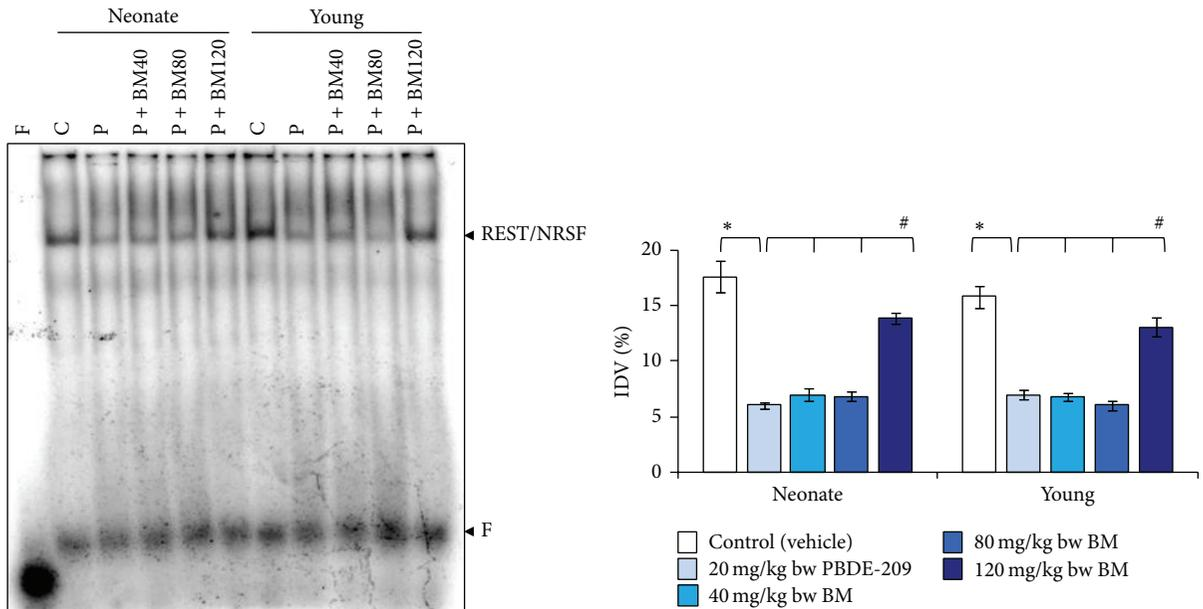 Neonate Young
F C P P + BM40 P + BM80 P + BM120 C P P + BM40 P + BM80 P + BM120
REST/NRSF
F
* # * #
20
15
10
5
0
IDV (%)
Neonate Young
Control (vehicle)
20 mg/kg bw PBDE-209
40 mg/kg bw BM
80 mg/kg bw BM
120 mg/kg bw BM